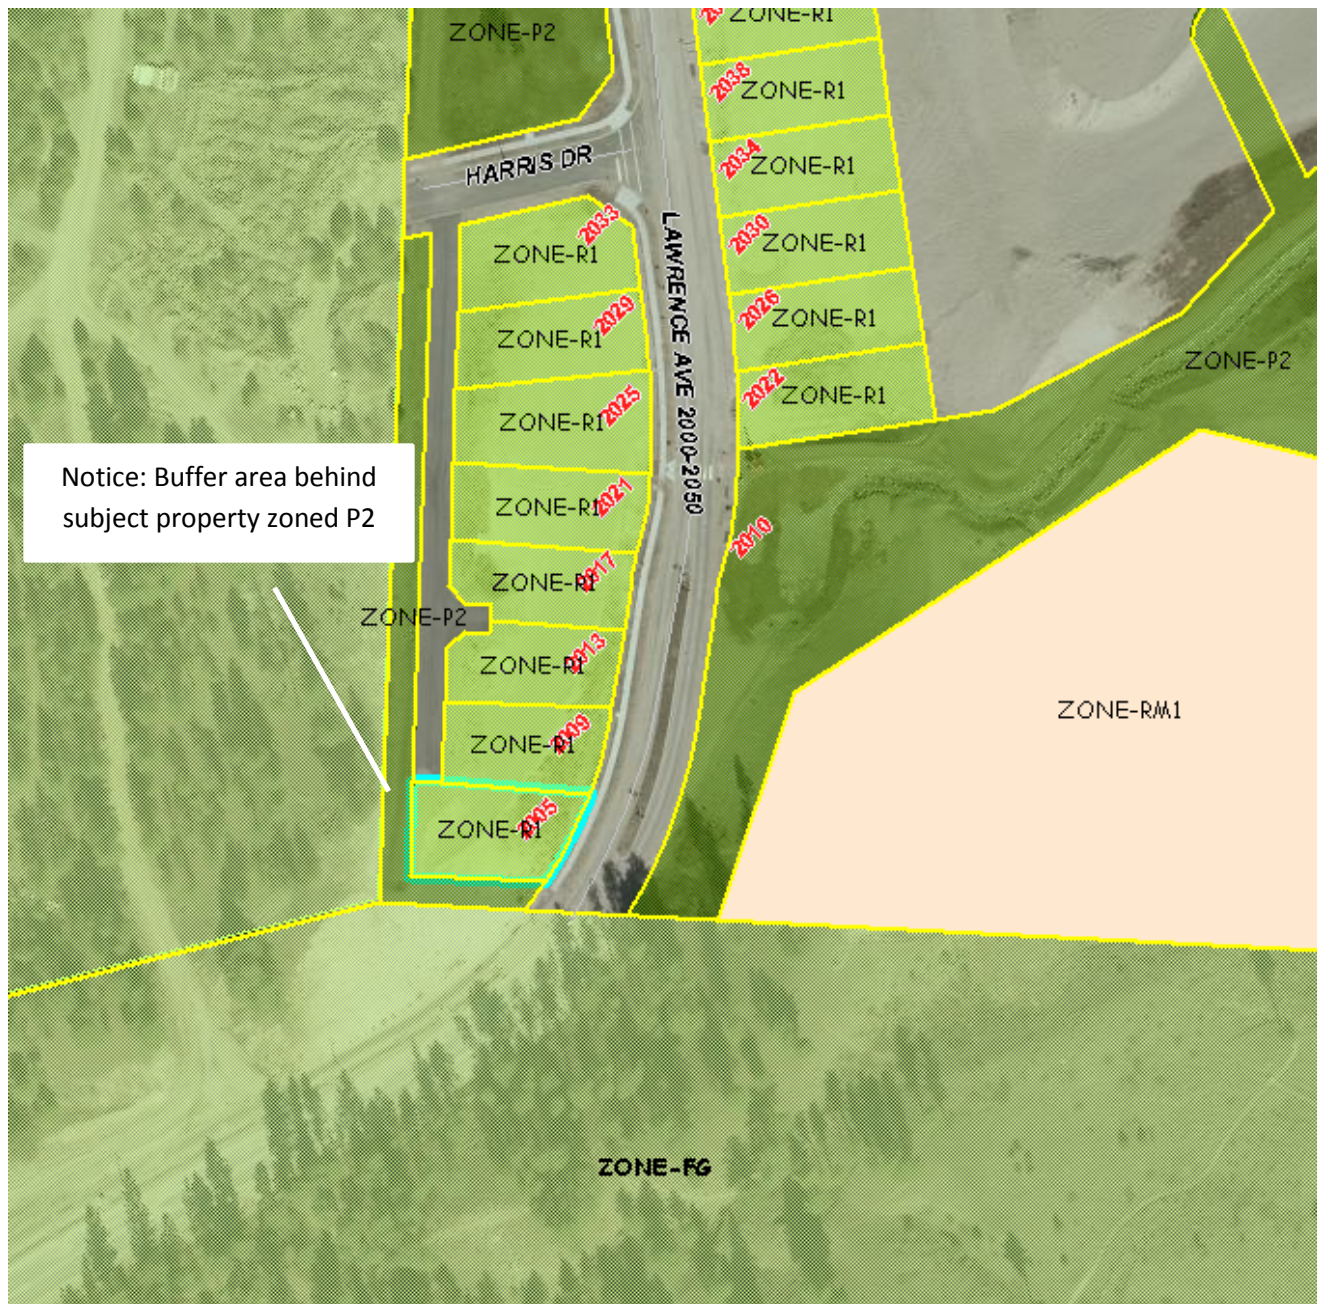 ZONE-P2
ZONE-R1
2038
ZONE-R1
HARRIS DR
2034
ZONE-R1
2033
ZONE-R1
2030
ZONE-R1
LAWRENCE AVE 2000-2050
2029
ZONE-R1
2026
ZONE-R1
ZONE-P2
2025
ZONE-R1
2022
ZONE-R1
Notice: Buffer area behind
subject property zoned P2
2021
ZONE-R1
2010
2017
ZONE-R1
ZONE-P2
2013
ZONE-R1
ZONE-RM1
2009
ZONE-R1
2005
ZONE-R1
ZONE-FG